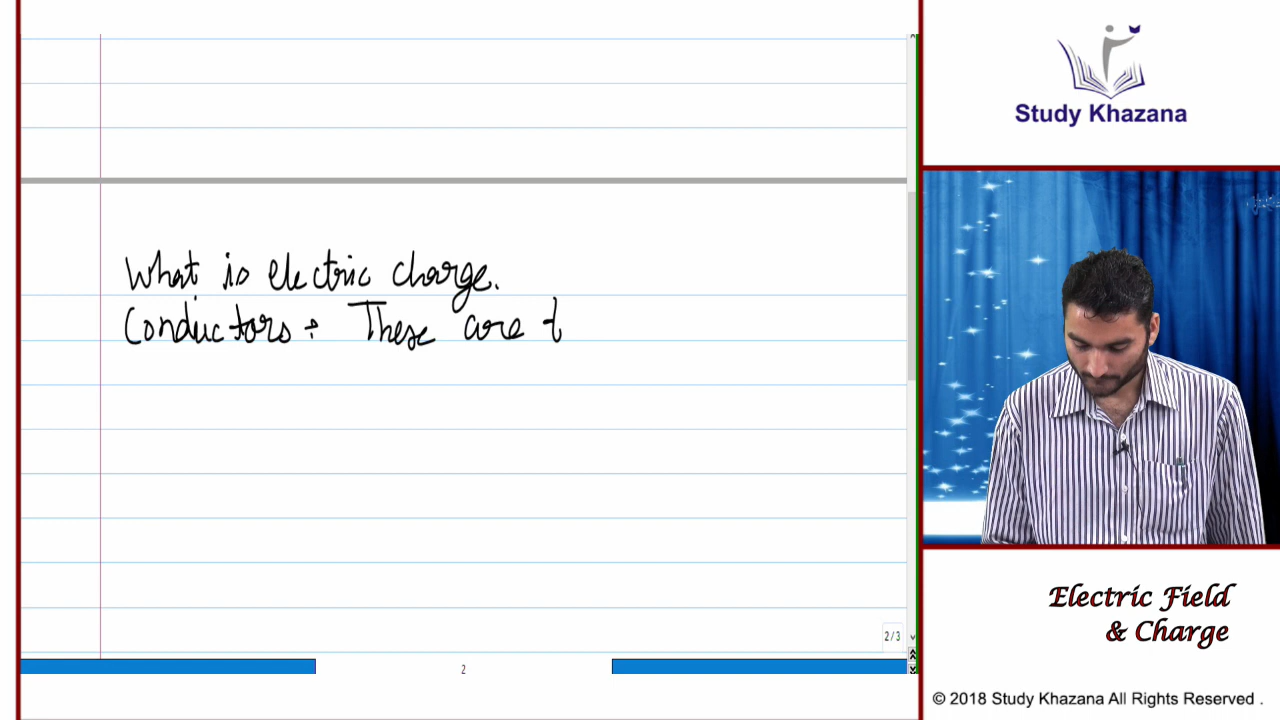 What is electric charge.
Conductors : These are t
2/3
2
Study Khazana
Electric Field
& Charge
© 2018 Study Khazana All Rights Reserved .